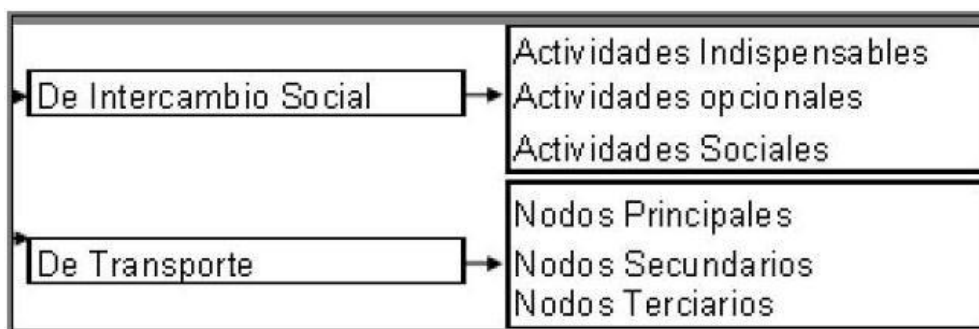 Actividades Indispensables
De Intercambio Social
Actividades opcionales
Actividades Sociales
Nodos Principales
De Transporte
Nodos Secundarios
Nodos Terciarios